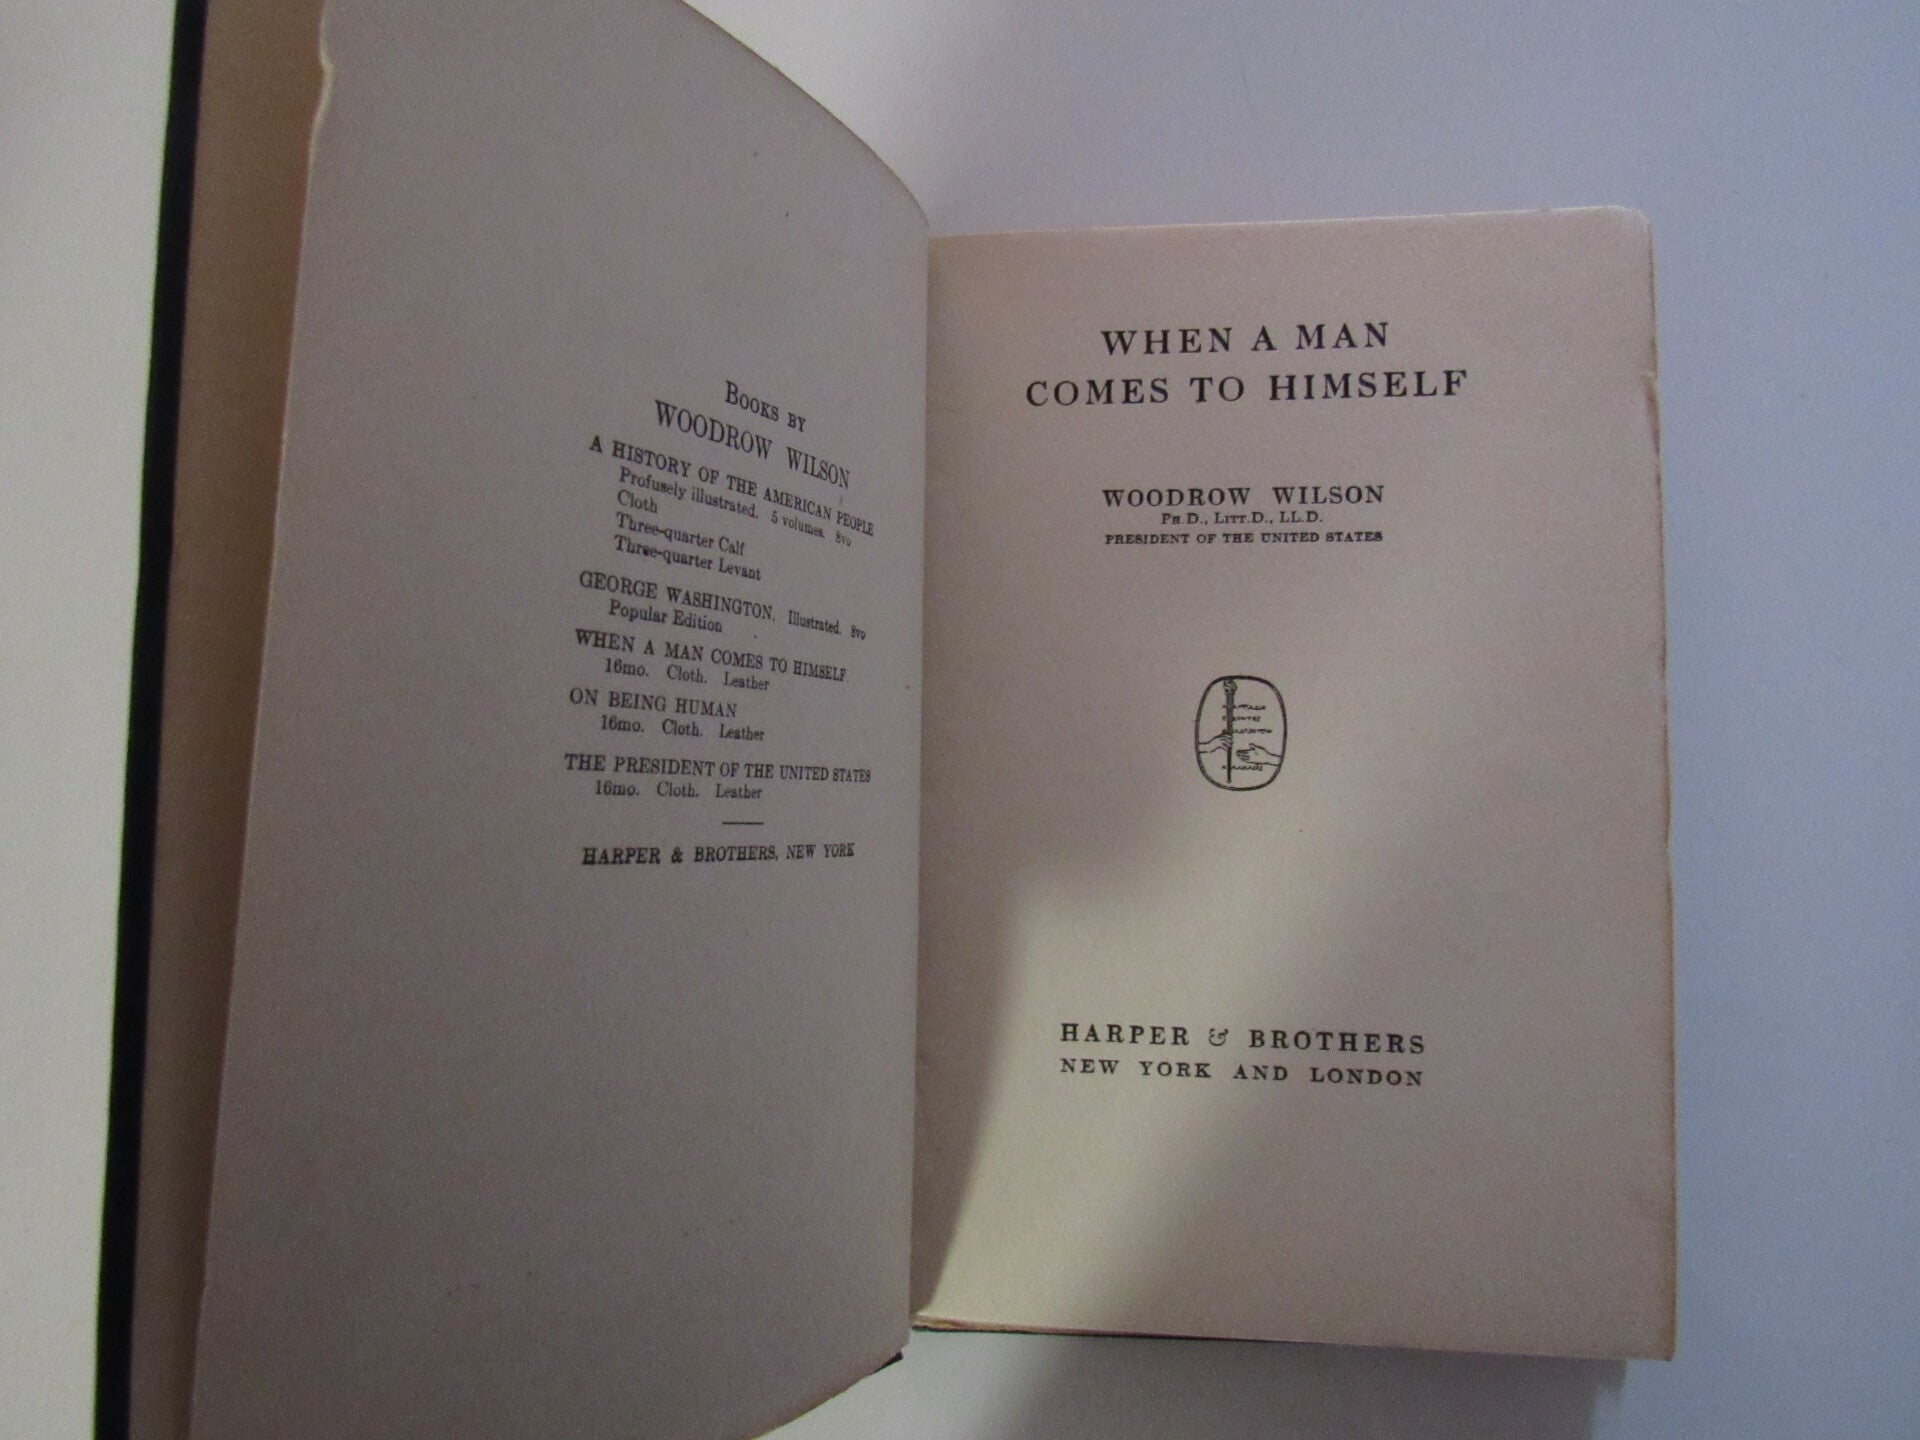 BOOKS BY
WOODROW WILSON
A HISTORY OF THE AMERICAN PEOPLE
Profusely illustrated. 5 volumes. 8vo
Cloth
Three-quarter Calf
Three-quarter Levant
GEORGE WASHINGTON. Illustrated. 8vo
Popular Edition
WHEN A MAN COMES TO HIMSELF.
16mo. Cloth. Leather
ON BEING HUMAN
16mo. Cloth. Leather
THE PRESIDENT OF THE UNITED STATES
16mo. Cloth. Leather
HARPER & BROTHERS, NEW YORK
WHEN A MAN
COMES TO HIMSELF
WOODROW WILSON
PH.D., LITT.D., LL.D.
PRESIDENT OF THE UNITED STATES
HARPER & BROTHERS
NEW YORK AND LONDON